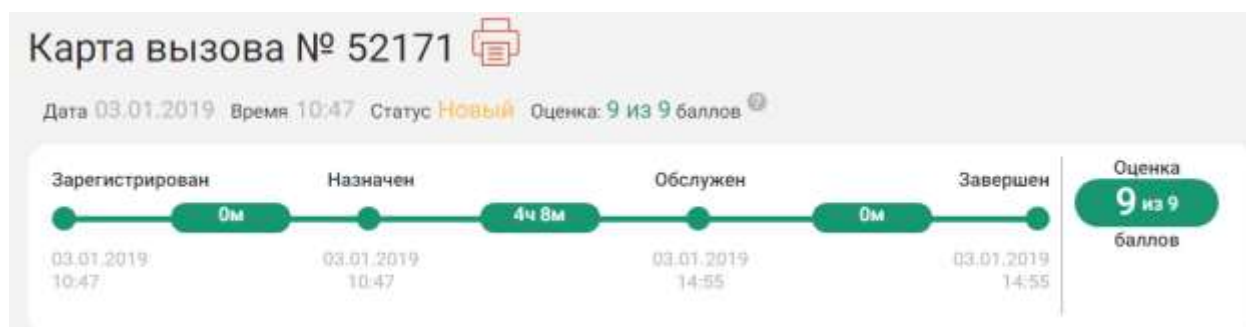 Карта вызова № 52171
Дата 03.01.2019 Время 10:47 Статус Новый Оценка: 9 из 9 баллов ?
Зарегистрирован Назначен Обслужен Завершен Оценка
0м 4ч 8м 0м 9 из 9
баллов
03.01.2019 03.01.2019 03.01.2019 03.01.2019
10:47 10:47 14:55 14:55